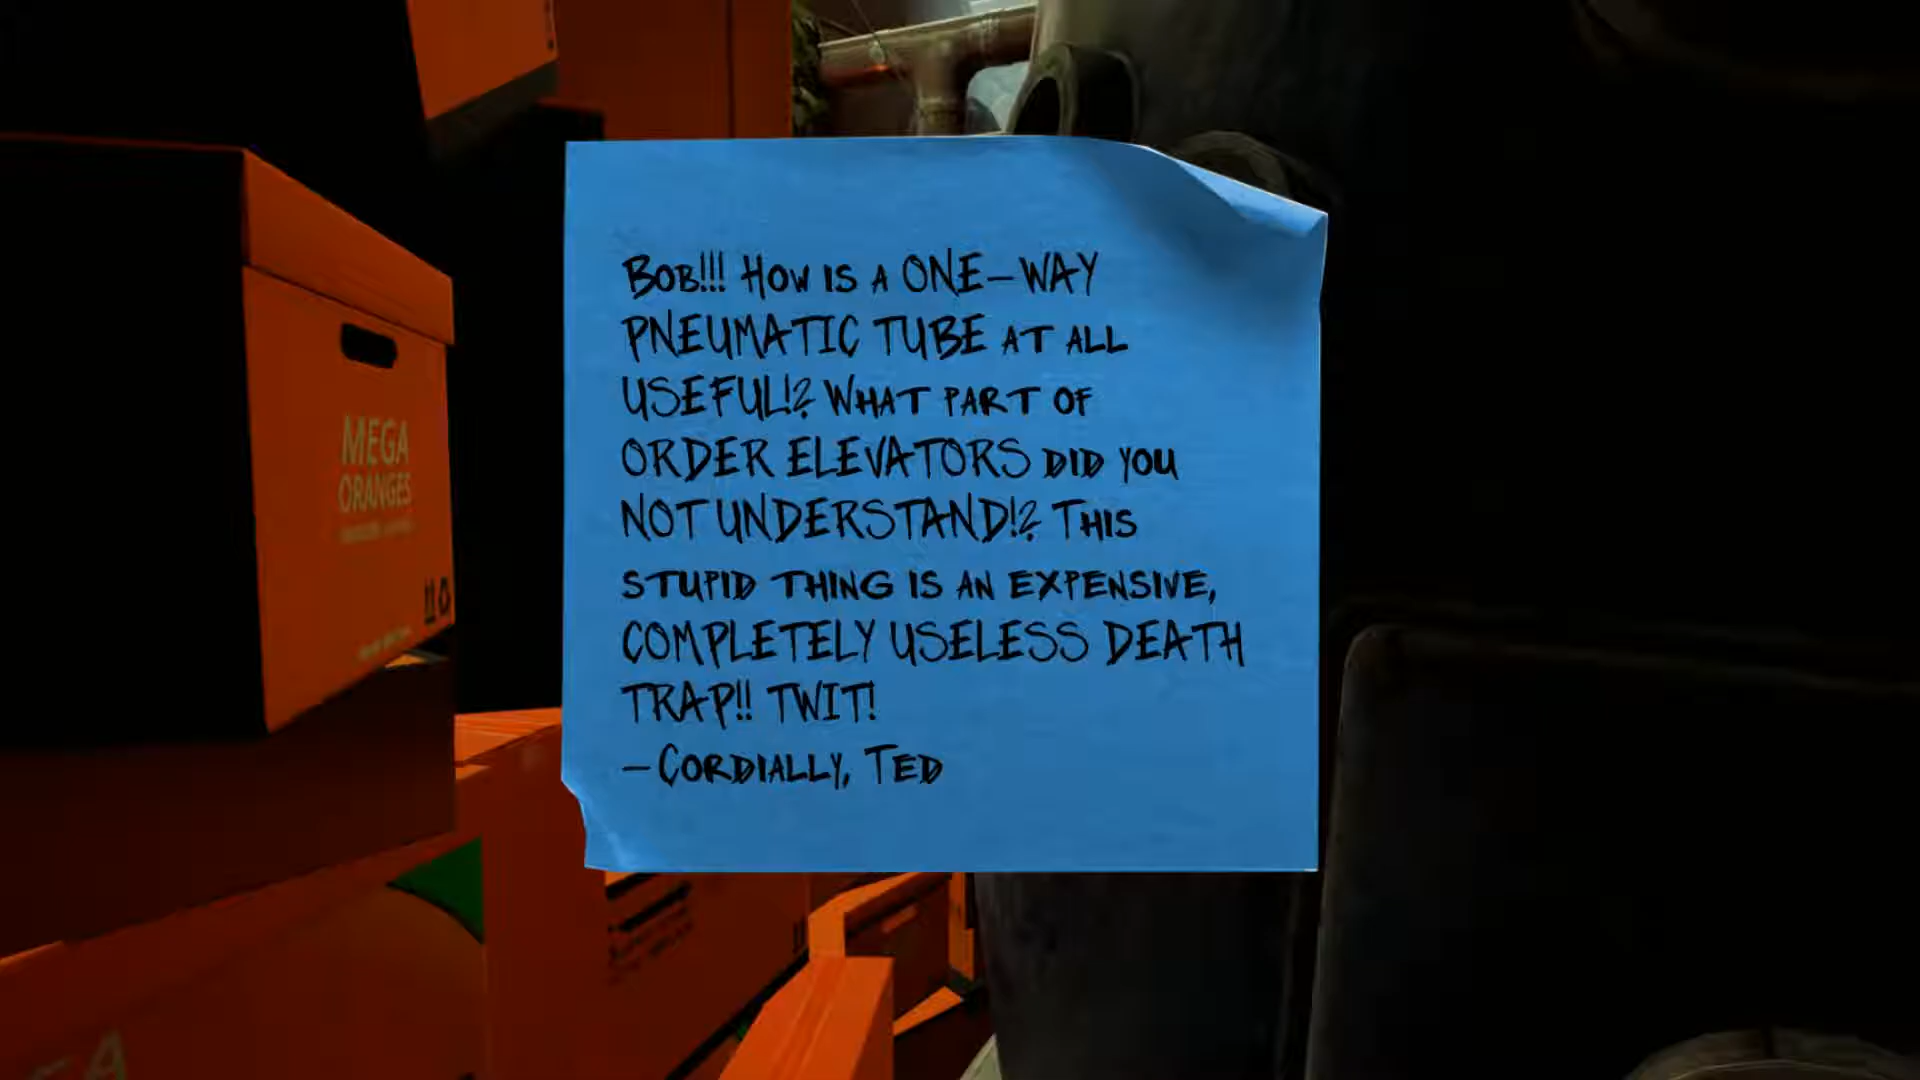 BOB!!! HOW IS A ONE-WAY
PNEUMATIC TUBE AT ALL
USEFUL!? WHAT PART OF
ORDER ELEVATORS DID YOU
NOT UNDERSTAND!? THIS
STUPID THING IS AN EXPENSIVE,
COMPLETELY USELESS DEATH
TRAP!! TWIT!
-CORDIALLY, TED
MEGA
ORANGES